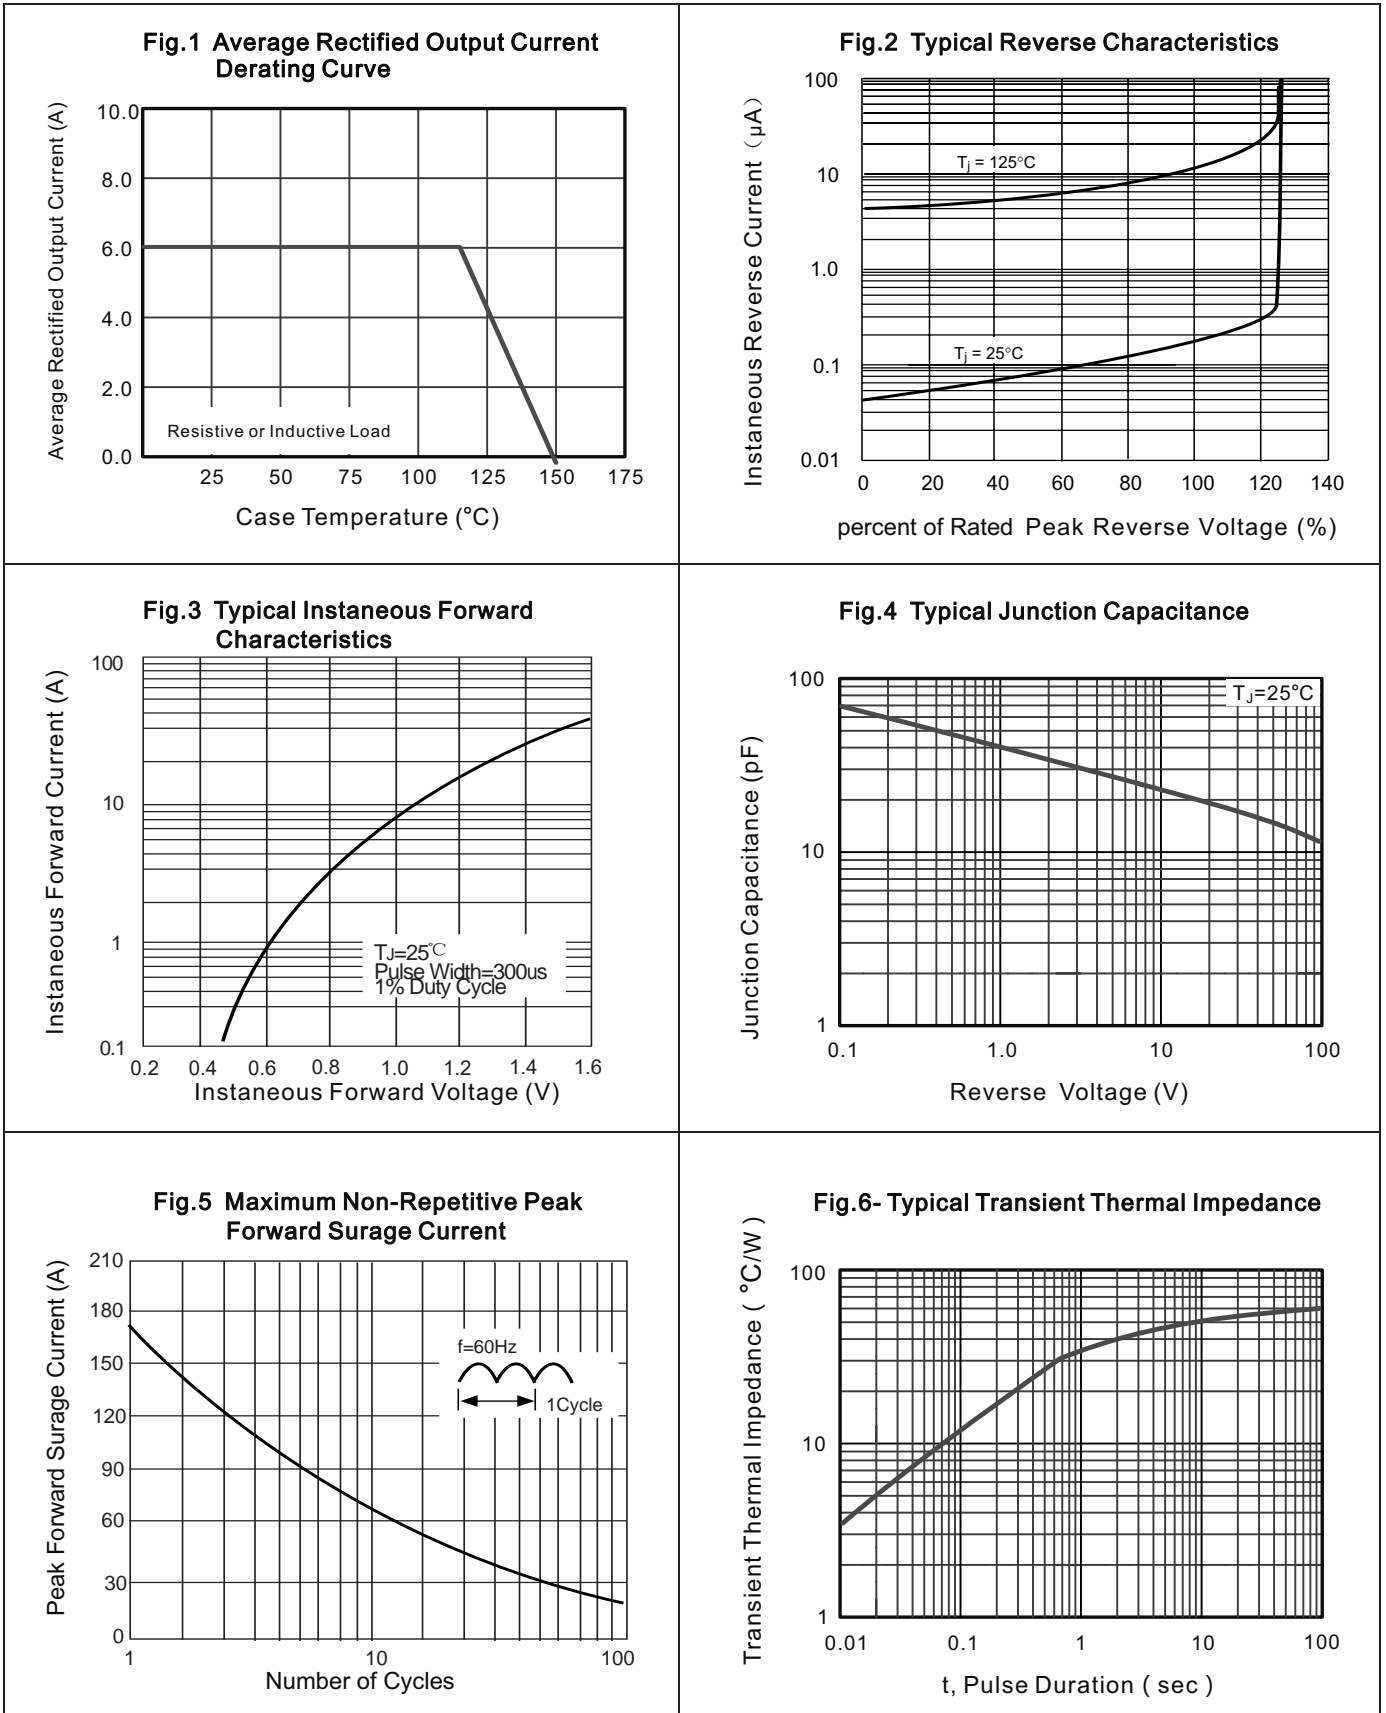 Fig.1 Average Rectified Output Current
Derating Curve
Average Rectified Output Current (A)
10.0
8.0
6.0
4.0
2.0
0.0
Resistive or Inductive Load
25 50 75 100 125 150 175
Case Temperature (°C)
Fig.2 Typical Reverse Characteristics
Instaneous Reverse Current (μA)
100
10
1.0
0.1
0.01
Tj = 125°C
Tj = 25°C
0 20 40 60 80 100 120 140
percent of Rated Peak Reverse Voltage (%)
Fig.3 Typical Instaneous Forward
Characteristics
Instaneous Forward Current (A)
100
10
1
0.1
TJ=25℃
Pulse Width=300us
1% Duty Cycle
0.2 0.4 0.6 0.8 1.0 1.2 1.4 1.6
Instaneous Forward Voltage (V)
Fig.4 Typical Junction Capacitance
Junction Capacitance (pF)
100
10
1
TJ=25°C
0.1 1.0 10 100
Reverse Voltage (V)
Fig.5 Maximum Non-Repetitive Peak
Forward Surage Current
Peak Forward Surage Current (A)
210
180
150
120
90
60
30
0
f=60Hz
1Cycle
1 10 100
Number of Cycles
Fig.6- Typical Transient Thermal Impedance
Transient Thermal Impedance ( °C/W )
100
10
1
0.01 0.1 1 10 100
t, Pulse Duration ( sec )